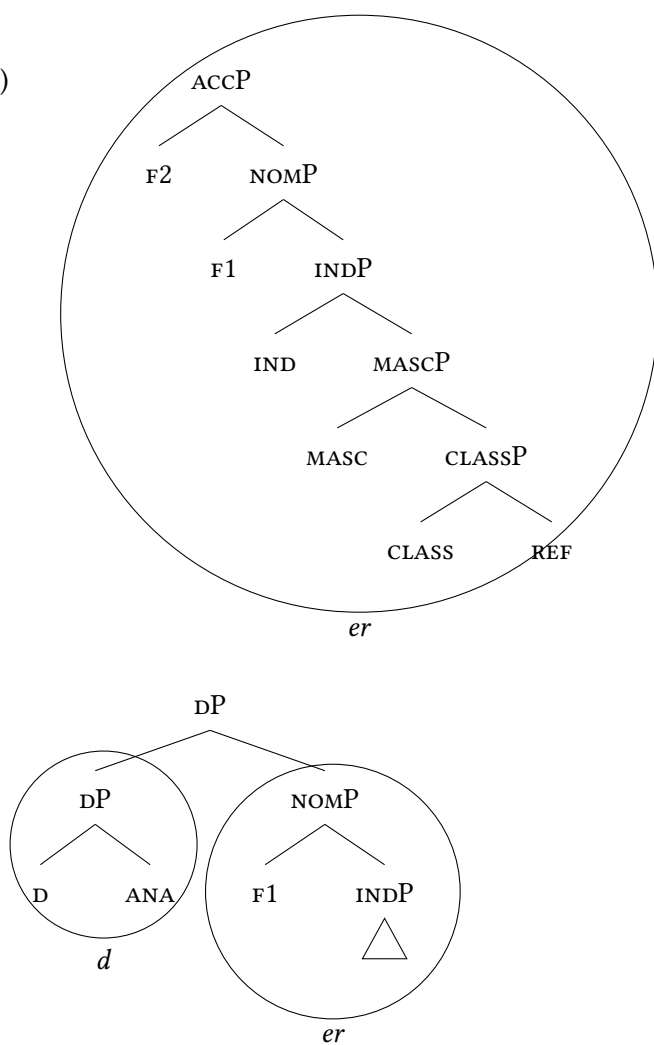 )
ACCP
F2 NOMP
F1 INDP
IND MASCP
MASC CLASSP
CLASS REF
er
DP
DP NOMP
D ANA F1 INDP
d
er